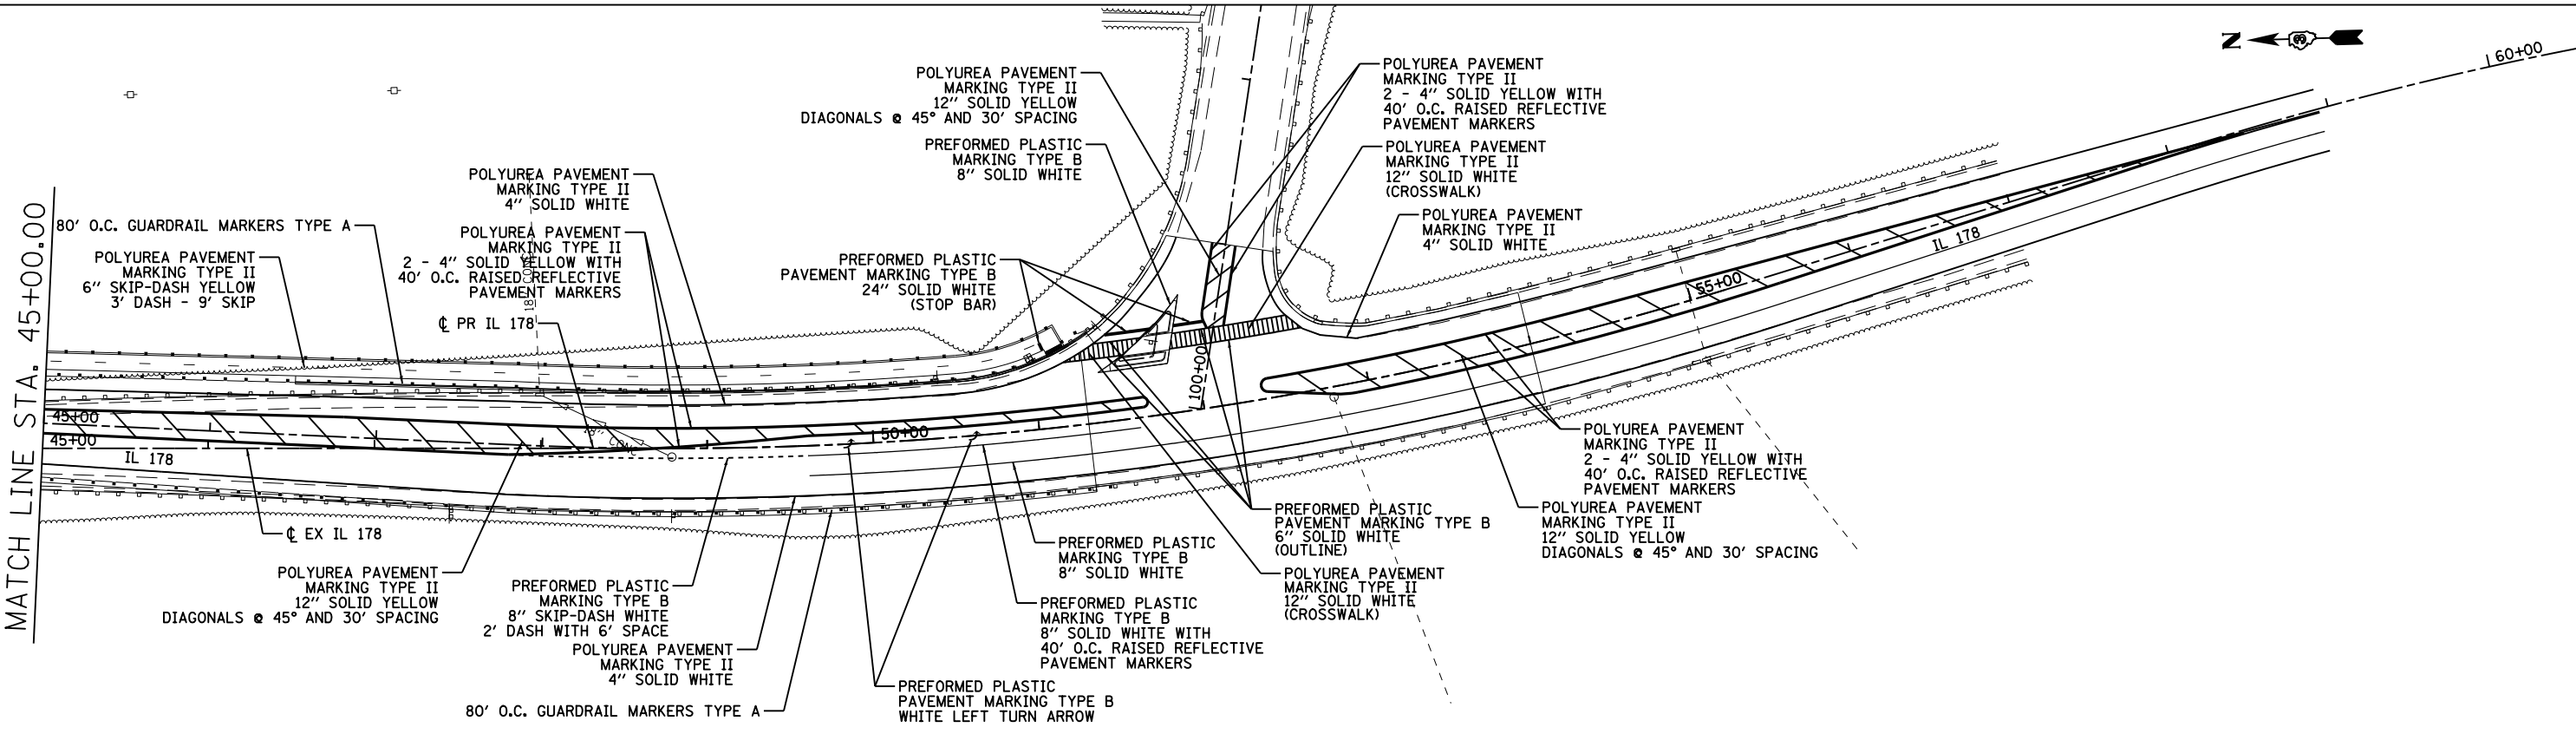 N
60+00
POLYUREA PAVEMENT
MARKING TYPE II
12" SOLID YELLOW
DIAGONALS @ 45° AND 30' SPACING
PREFORMED PLASTIC
MARKING TYPE B
8" SOLID WHITE
POLYUREA PAVEMENT
MARKING TYPE II
2 - 4" SOLID YELLOW WITH
40' O.C. RAISED REFLECTIVE
PAVEMENT MARKERS
POLYUREA PAVEMENT
MARKING TYPE II
12" SOLID WHITE
(CROSSWALK)
POLYUREA PAVEMENT
MARKING TYPE II
4" SOLID WHITE
POLYUREA PAVEMENT
MARKING TYPE II
4" SOLID WHITE
80' O.C. GUARDRAIL MARKERS TYPE A
POLYUREA PAVEMENT
MARKING TYPE II
6" SKIP-DASH YELLOW
3' DASH - 9' SKIP
POLYUREA PAVEMENT
MARKING TYPE II
2 - 4" SOLID YELLOW WITH
40' O.C. RAISED REFLECTIVE
PAVEMENT MARKERS
℄ PR IL 178
PREFORMED PLASTIC
PAVEMENT MARKING TYPE B
24" SOLID WHITE
(STOP BAR)
MATCH LINE STA. 45+00.00
45+00
45+00
IL 178
50+00
100+00
55+00
IL 178
℄ EX IL 178
POLYUREA PAVEMENT
MARKING TYPE II
12" SOLID YELLOW
DIAGONALS @ 45° AND 30' SPACING
PREFORMED PLASTIC
MARKING TYPE B
8" SKIP-DASH WHITE
2' DASH WITH 6' SPACE
POLYUREA PAVEMENT
MARKING TYPE II
4" SOLID WHITE
80' O.C. GUARDRAIL MARKERS TYPE A
PREFORMED PLASTIC
PAVEMENT MARKING TYPE B
WHITE LEFT TURN ARROW
PREFORMED PLASTIC
MARKING TYPE B
8" SOLID WHITE
PREFORMED PLASTIC
MARKING TYPE B
8" SOLID WHITE WITH
40' O.C. RAISED REFLECTIVE
PAVEMENT MARKERS
PREFORMED PLASTIC
PAVEMENT MARKING TYPE B
6" SOLID WHITE
(OUTLINE)
POLYUREA PAVEMENT
MARKING TYPE II
12" SOLID WHITE
(CROSSWALK)
POLYUREA PAVEMENT
MARKING TYPE II
2 - 4" SOLID YELLOW WITH
40' O.C. RAISED REFLECTIVE
PAVEMENT MARKERS
POLYUREA PAVEMENT
MARKING TYPE II
12" SOLID YELLOW
DIAGONALS @ 45° AND 30' SPACING